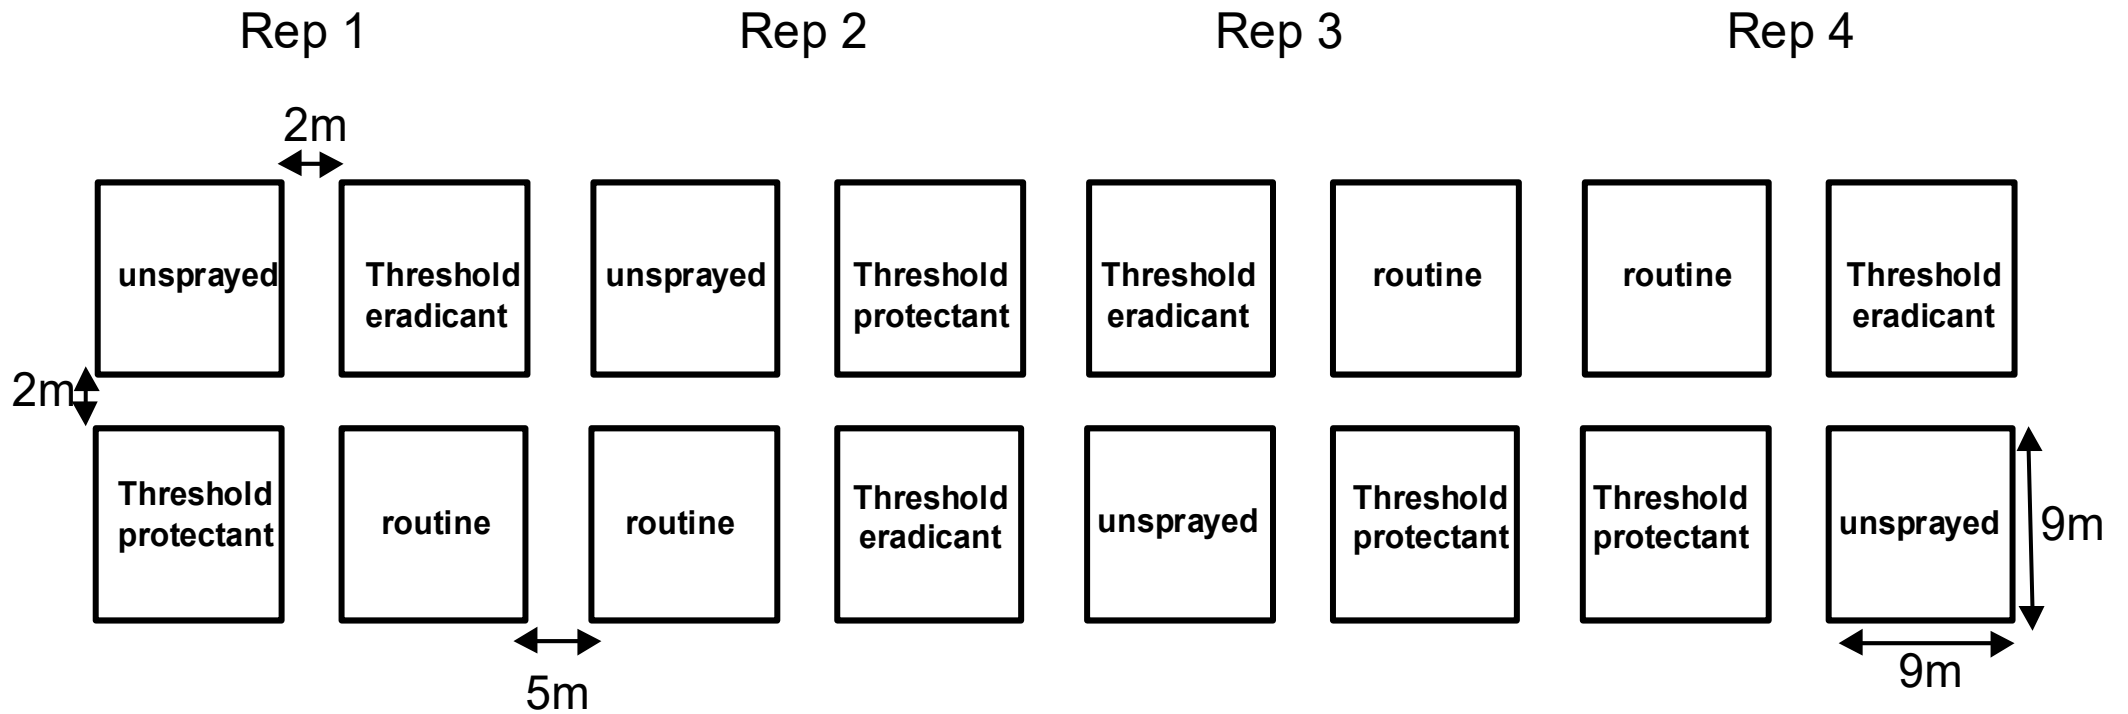 Rep 1
Rep 2
Rep 3
Rep 4
2m
unsprayed
Threshold
eradicant
unsprayed
Threshold
protectant
Threshold
eradicant
routine
routine
Threshold
eradicant
2m
Threshold
protectant
routine
routine
Threshold
eradicant
unsprayed
Threshold
protectant
Threshold
protectant
unsprayed
9m
5m
9m